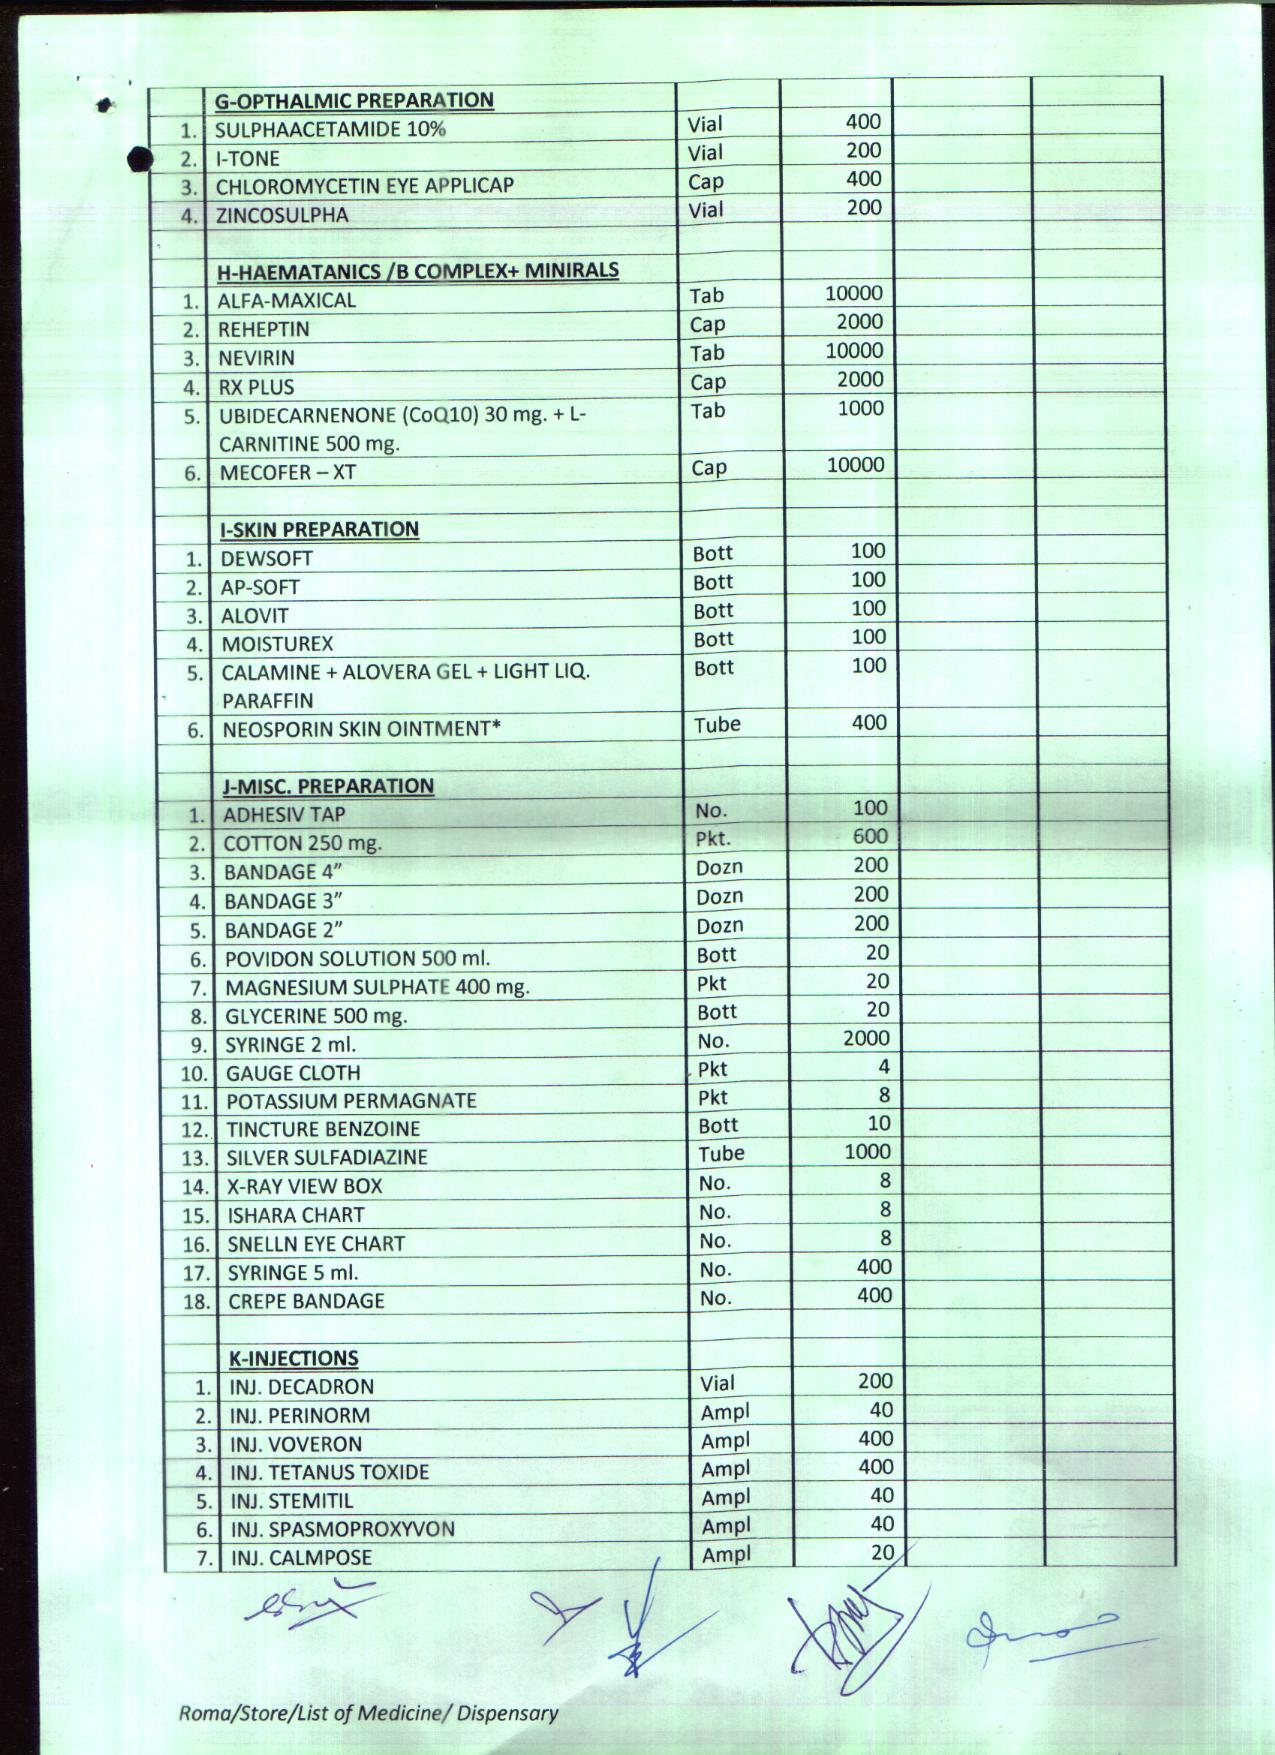 G-OPTHALMIC PREPARATION
1. SULPHAACETAMIDE 10% Vial 400
2. I-TONE Vial 200
3. CHLOROMYCETIN EYE APPLICAP Cap 400
4. ZINCOSULPHA Vial 200
H-HAEMATANICS /B COMPLEX+ MINIRALS
1. ALFA-MAXICAL Tab 10000
2. REHEPTIN Cap 2000
3. NEVIRIN Tab 10000
4. RX PLUS Cap 2000
5. UBIDECARNENONE (CoQ10) 30 mg. + L- Tab 1000
CARNITINE 500 mg.
6. MECOFER – XT Cap 10000
I-SKIN PREPARATION
1. DEWSOFT Bott 100
2. AP-SOFT Bott 100
3. ALOVIT Bott 100
4. MOISTUREX Bott 100
5. CALAMINE + ALOVERA GEL + LIGHT LIQ. Bott 100
PARAFFIN
6. NEOSPORIN SKIN OINTMENT* Tube 400
J-MISC. PREPARATION
1. ADHESIV TAP No. 100
2. COTTON 250 mg. Pkt. 600
3. BANDAGE 4” Dozn 200
4. BANDAGE 3” Dozn 200
5. BANDAGE 2” Dozn 200
6. POVIDON SOLUTION 500 ml. Bott 20
7. MAGNESIUM SULPHATE 400 mg. Pkt 20
8. GLYCERINE 500 mg. Bott 20
9. SYRINGE 2 ml. No. 2000
10. GAUGE CLOTH Pkt 4
11. POTASSIUM PERMAGNATE Pkt 8
12. TINCTURE BENZOINE Bott 10
13. SILVER SULFADIAZINE Tube 1000
14. X-RAY VIEW BOX No. 8
15. ISHARA CHART No. 8
16. SNELLN EYE CHART No. 8
17. SYRINGE 5 ml. No. 400
18. CREPE BANDAGE No. 400
K-INJECTIONS
1. INJ. DECADRON Vial 200
2. INJ. PERINORM Ampl 40
3. INJ. VOVERON Ampl 400
4. INJ. TETANUS TOXIDE Ampl 400
5. INJ. STEMITIL Ampl 40
6. INJ. SPASMOPROXYVON Ampl 40
7. INJ. CALMPOSE Ampl 20
Roma/Store/List of Medicine/ Dispensary